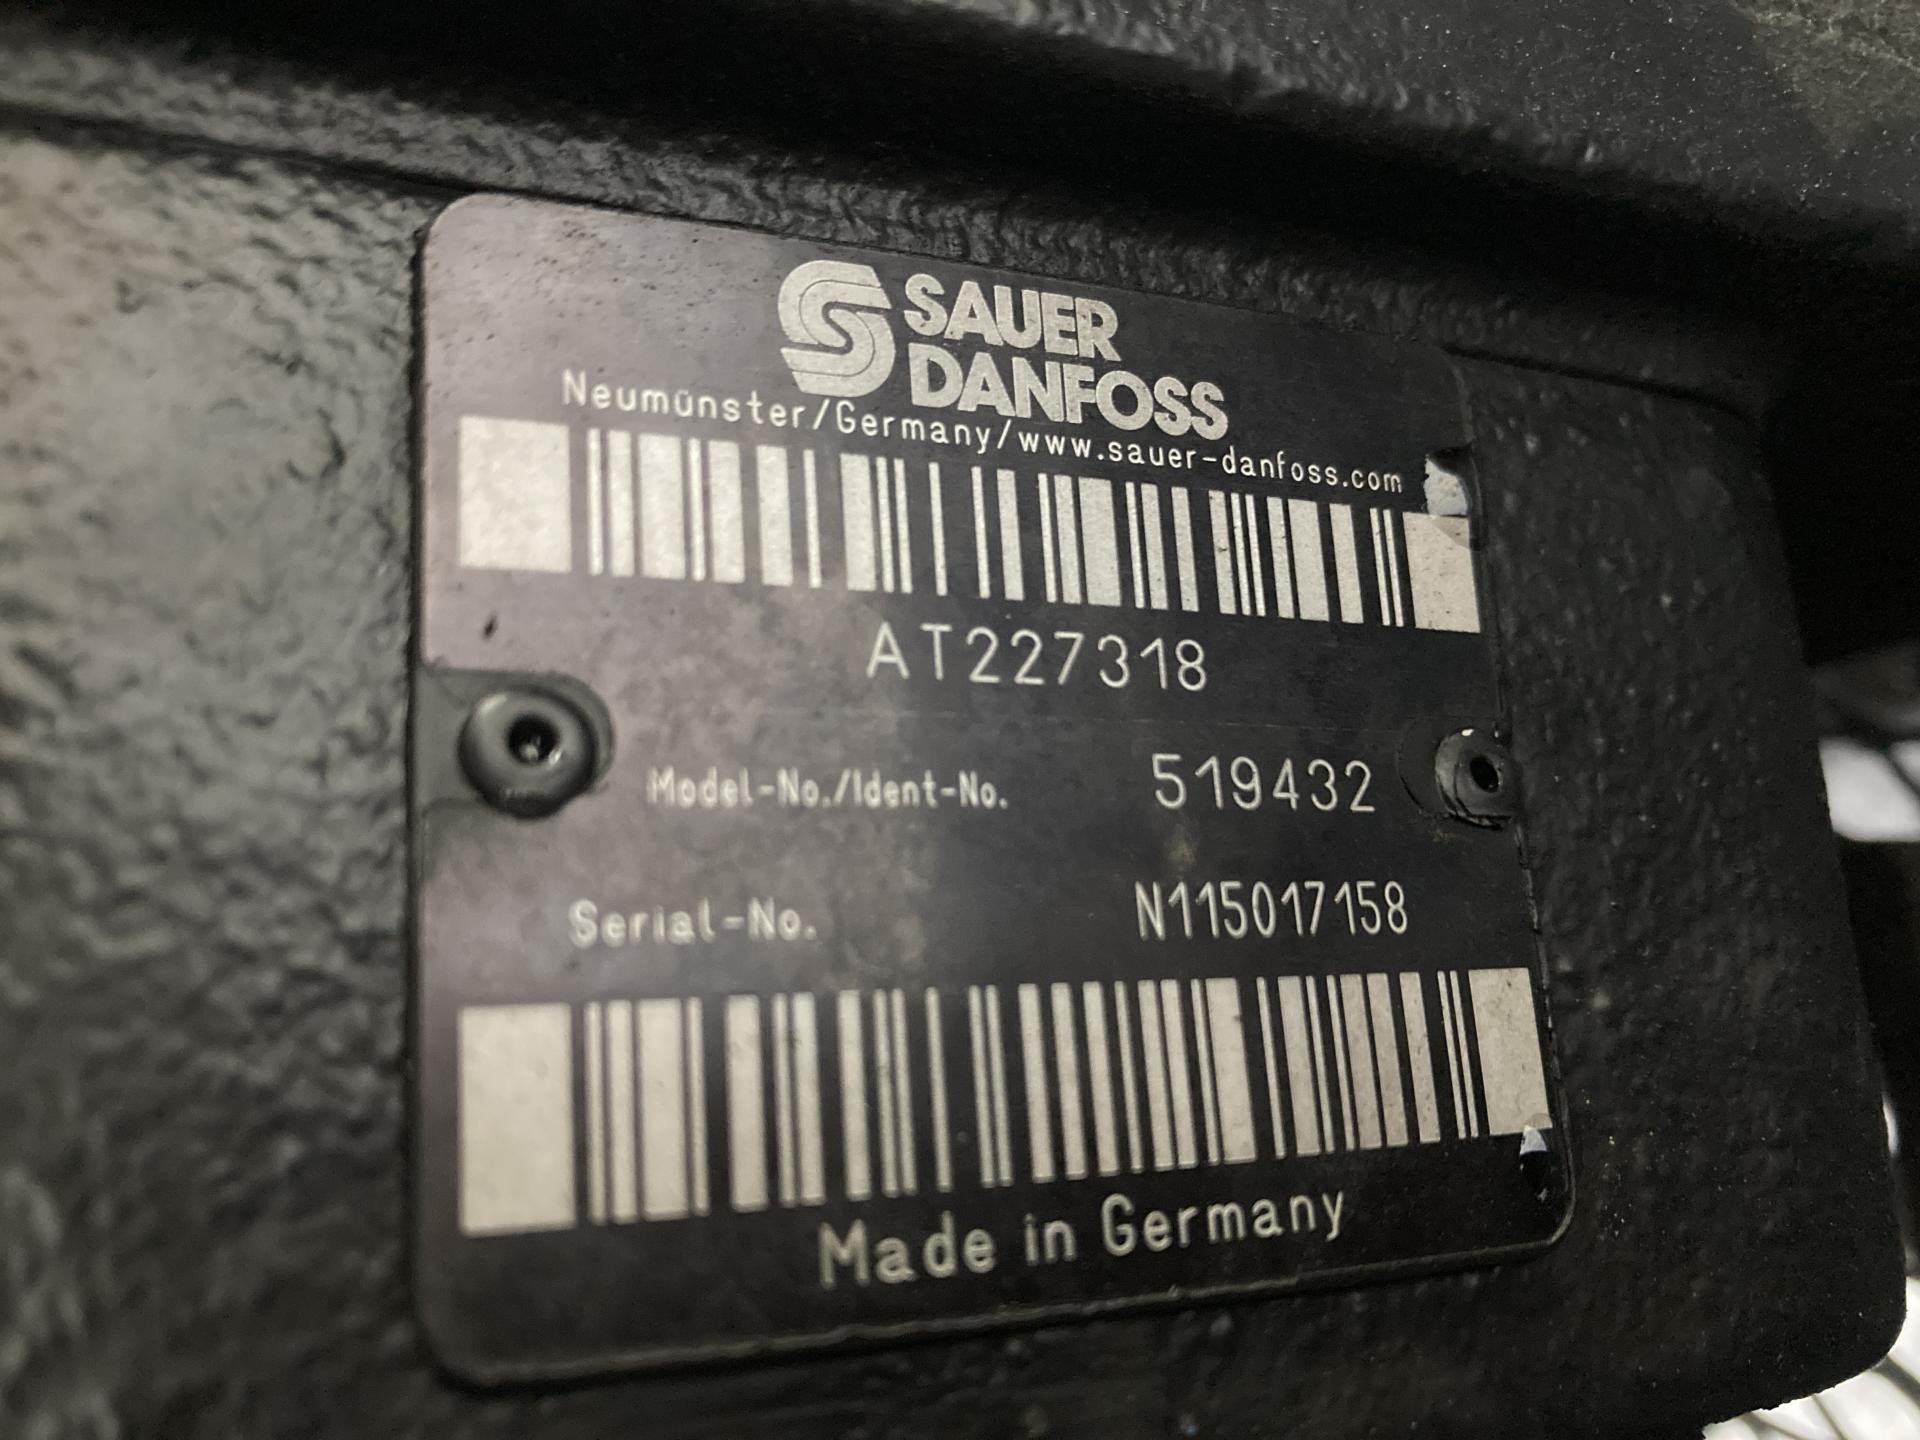 SAUER
DANFOSS
Neumünster/Germany/www.sauer-danfoss.com
AT227318
Model-No./Ident-No. 519432
Serial-No. N115017158
Made in Germany